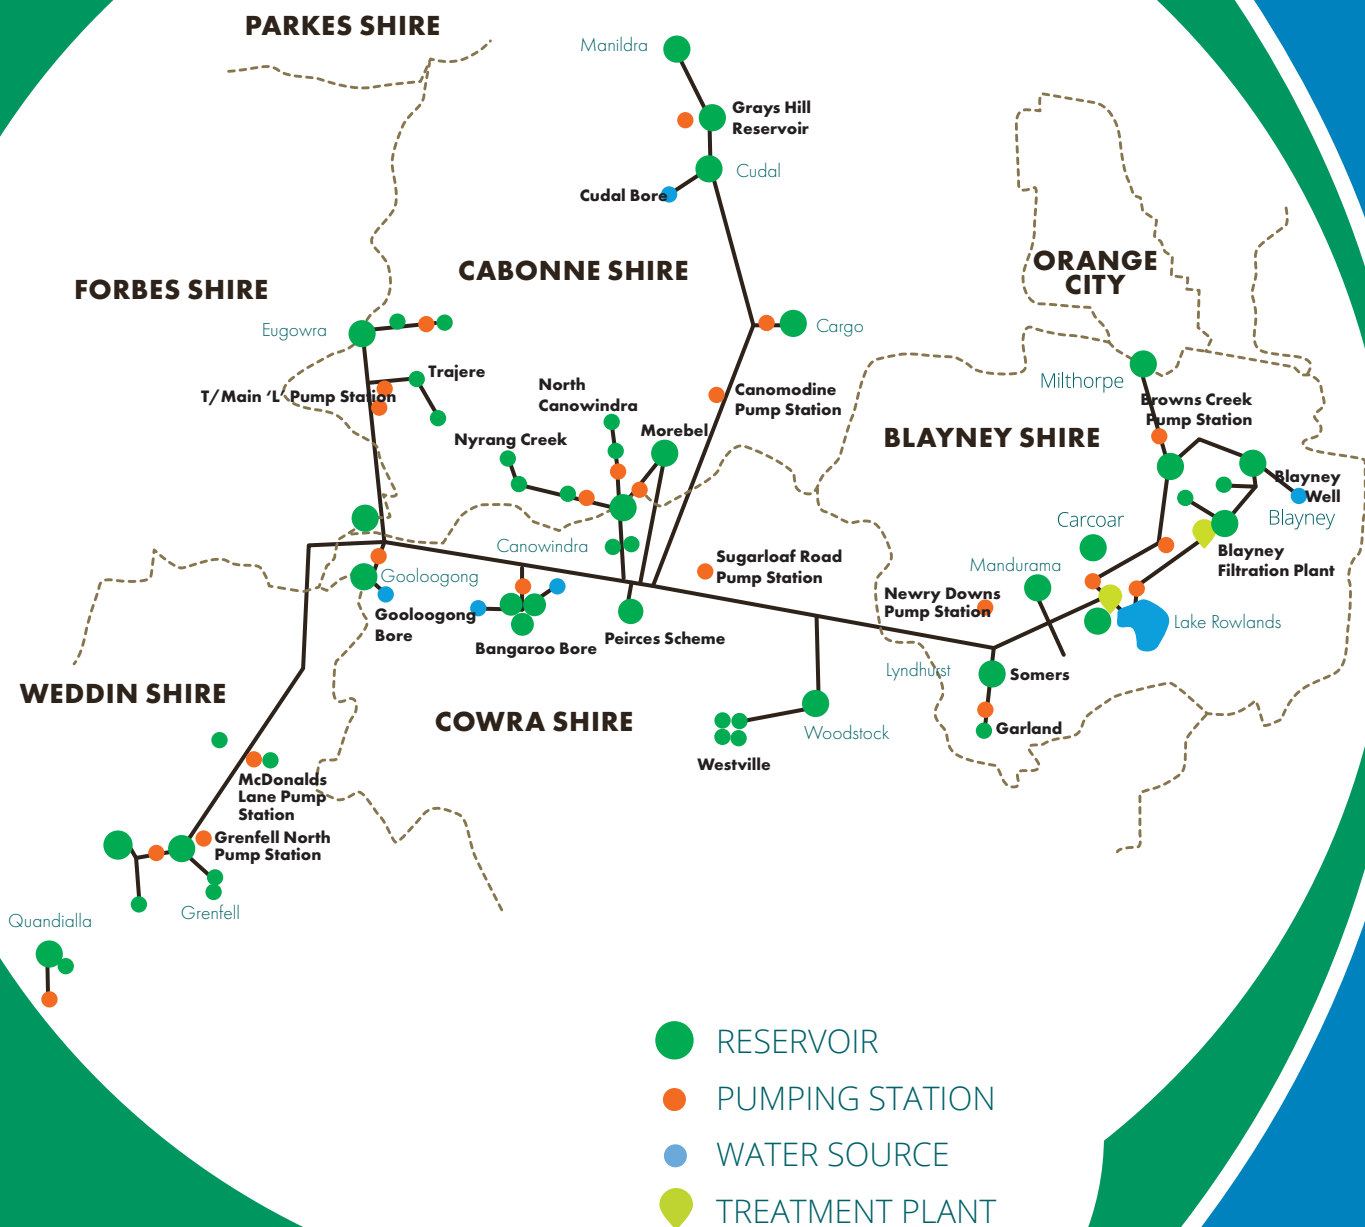 PARKES SHIRE
Manildra
Grays Hill
Reservoir
Cudal
Cudal Bore
CABONNE SHIRE
ORANGE
CITY
FORBES SHIRE
Eugowra
Cargo
Trajere
T/Main ‘L’ Pump Station
North
Canowindra
Canomodine
Pump Station
Milthorpe
Browns Creek
Pump Station
Nyrang Creek
Morebel
BLAYNEY SHIRE
Blayney
Well
Blayney
Carcoar
Canowindra
Sugarloaf Road
Pump Station
Blayney
Filtration Plant
Mandurama
Gooloogong
Newry Downs
Pump Station
Gooloogong
Bore
Lake Rowlands
Peirces Scheme
Bangaroo Bore
Lyndhurst
Somers
WEDDIN SHIRE
COWRA SHIRE
Garland
Woodstock
Westville
McDonalds
Lane Pump
Station
Grenfell North
Pump Station
Grenfell
Quandialla
RESERVOIR
PUMPING STATION
WATER SOURCE
TREATMENT PLANT